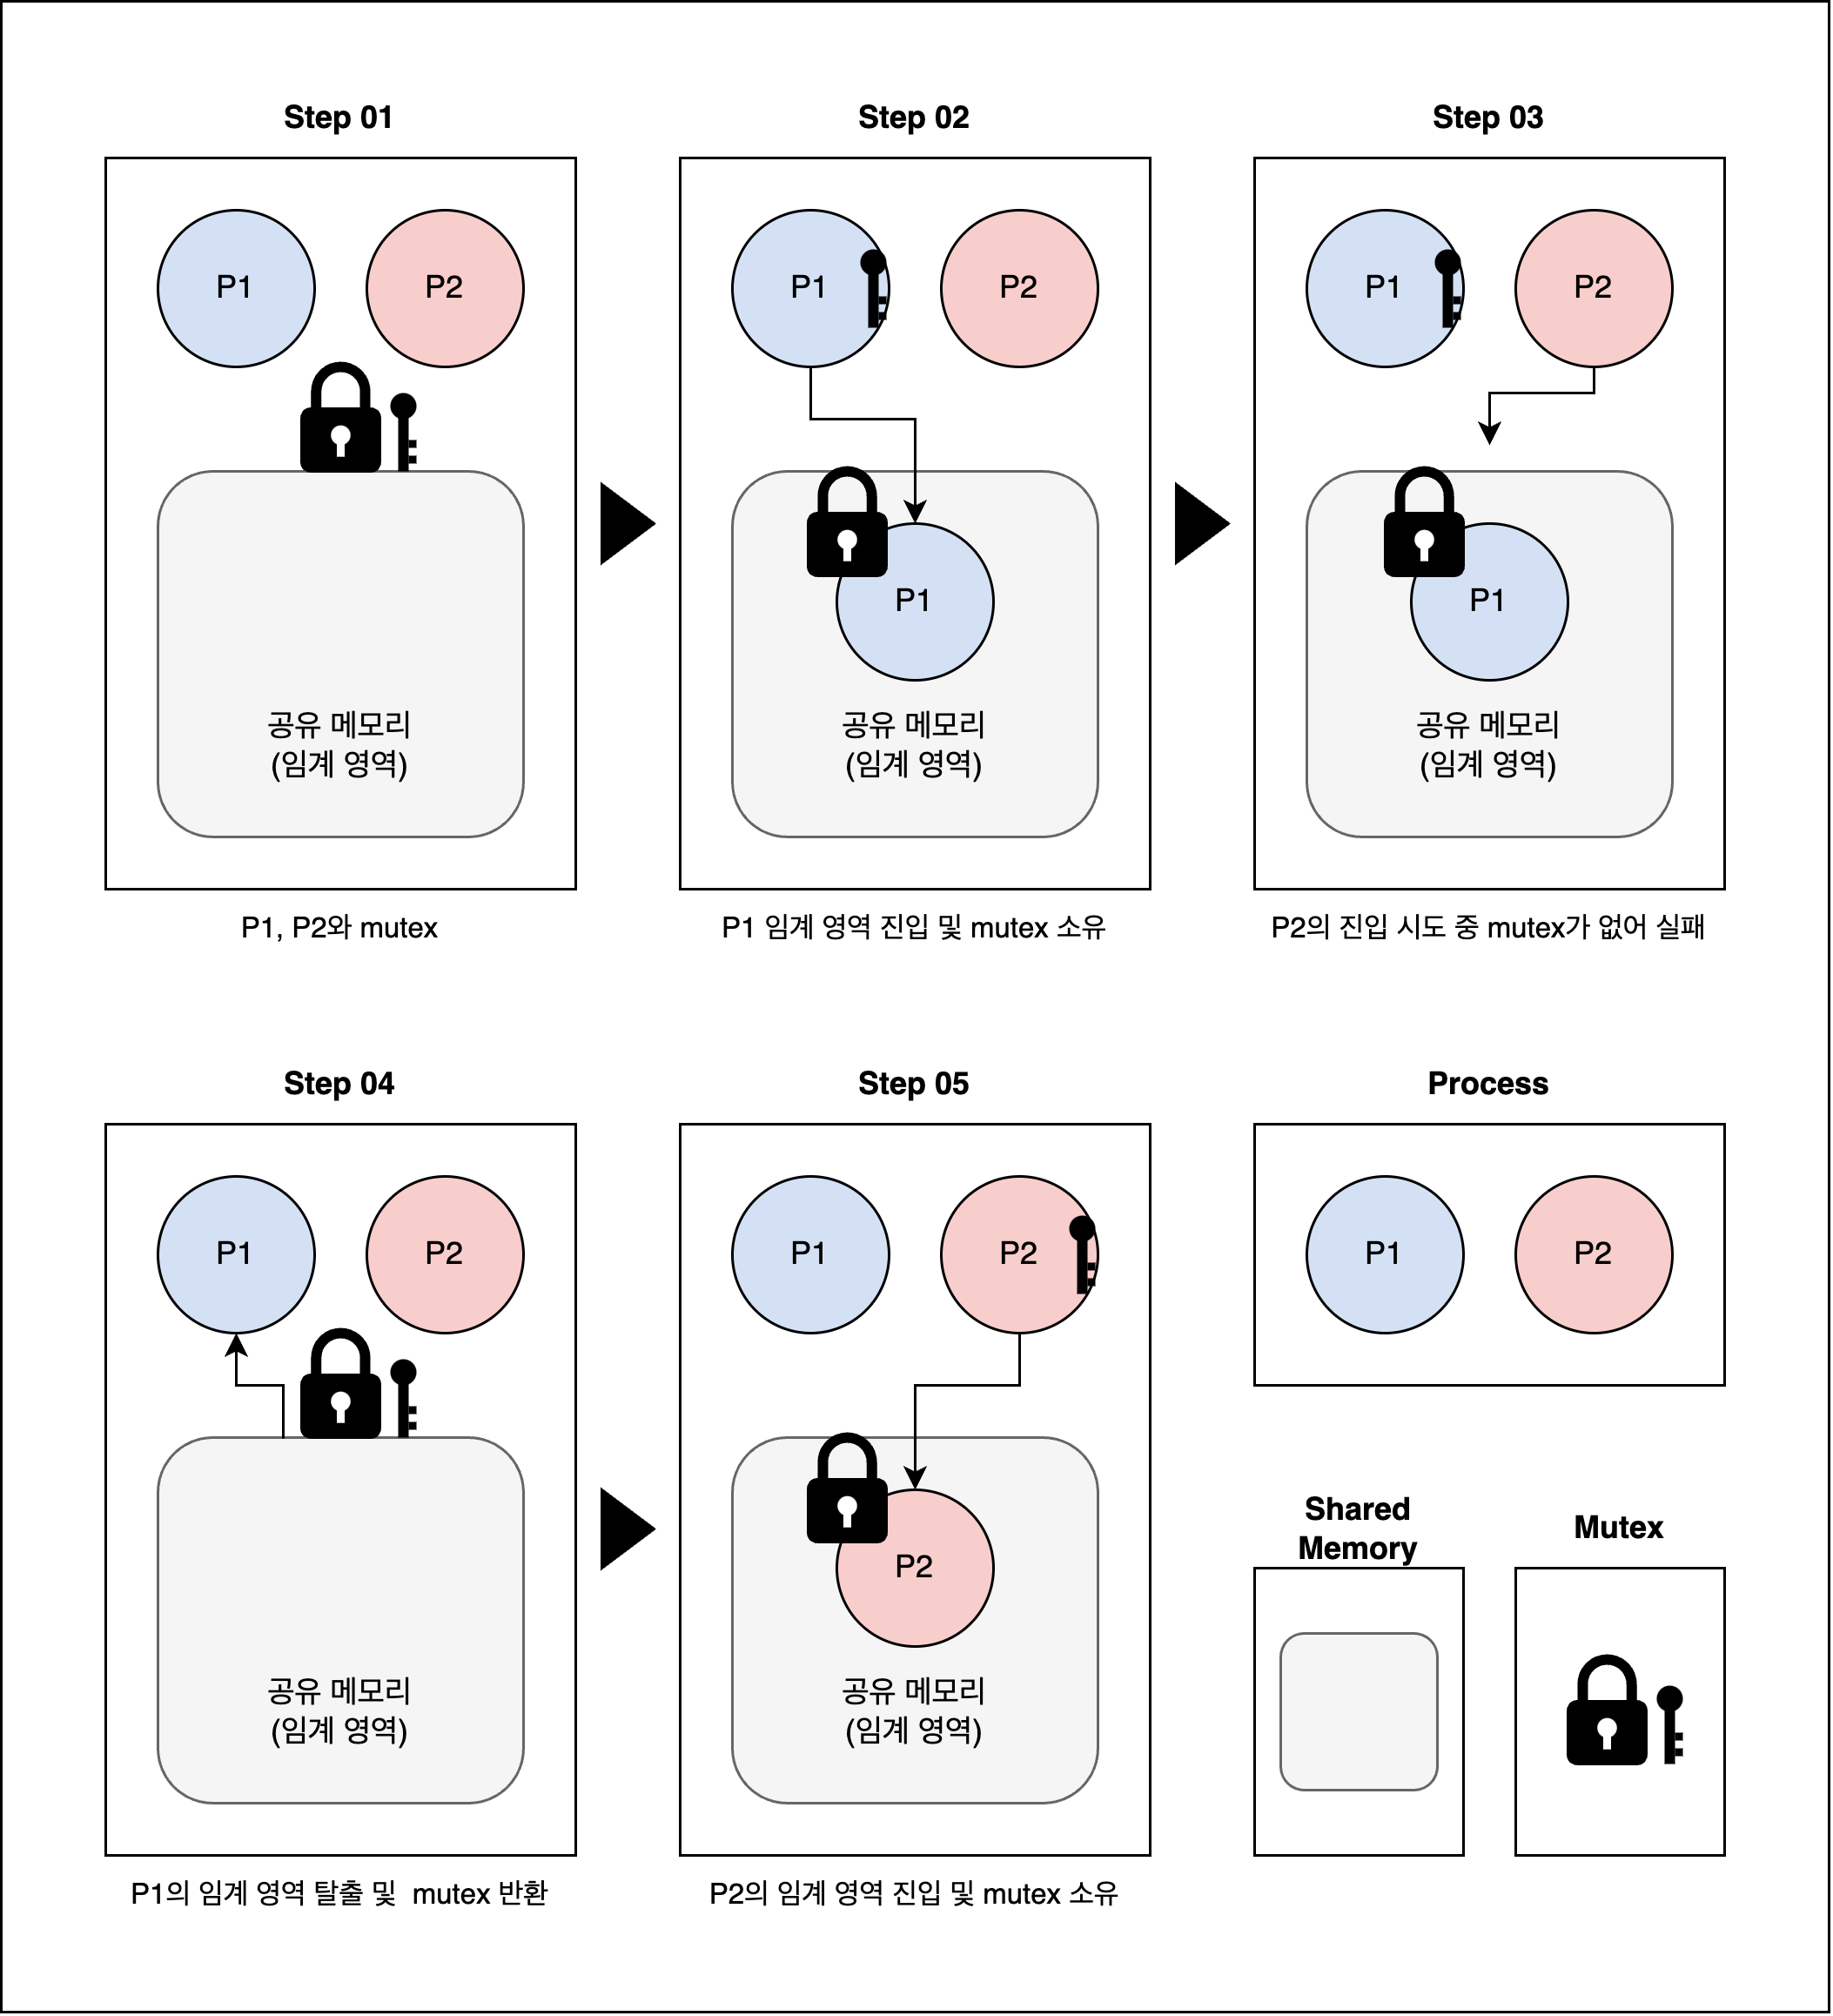 Step 01
Step 02
Step 03
P1
P2
P1
P2
P1
P2
P1
P1
공유 메모리
(임계 영역)
공유 메모리
(임계 영역)
공유 메모리
(임계 영역)
P1, P2와 mutex
P1 임계 영역 진입 및 mutex 소유
P2의 진입 시도 중 mutex가 없어 실패
Step 04
Step 05
Process
P1
P2
P1
P2
P1
P2
Shared
Memory
Mutex
P2
공유 메모리
(임계 영역)
공유 메모리
(임계 영역)
P1의 임계 영역 탈출 및  mutex 반환
P2의 임계 영역 진입 및 mutex 소유